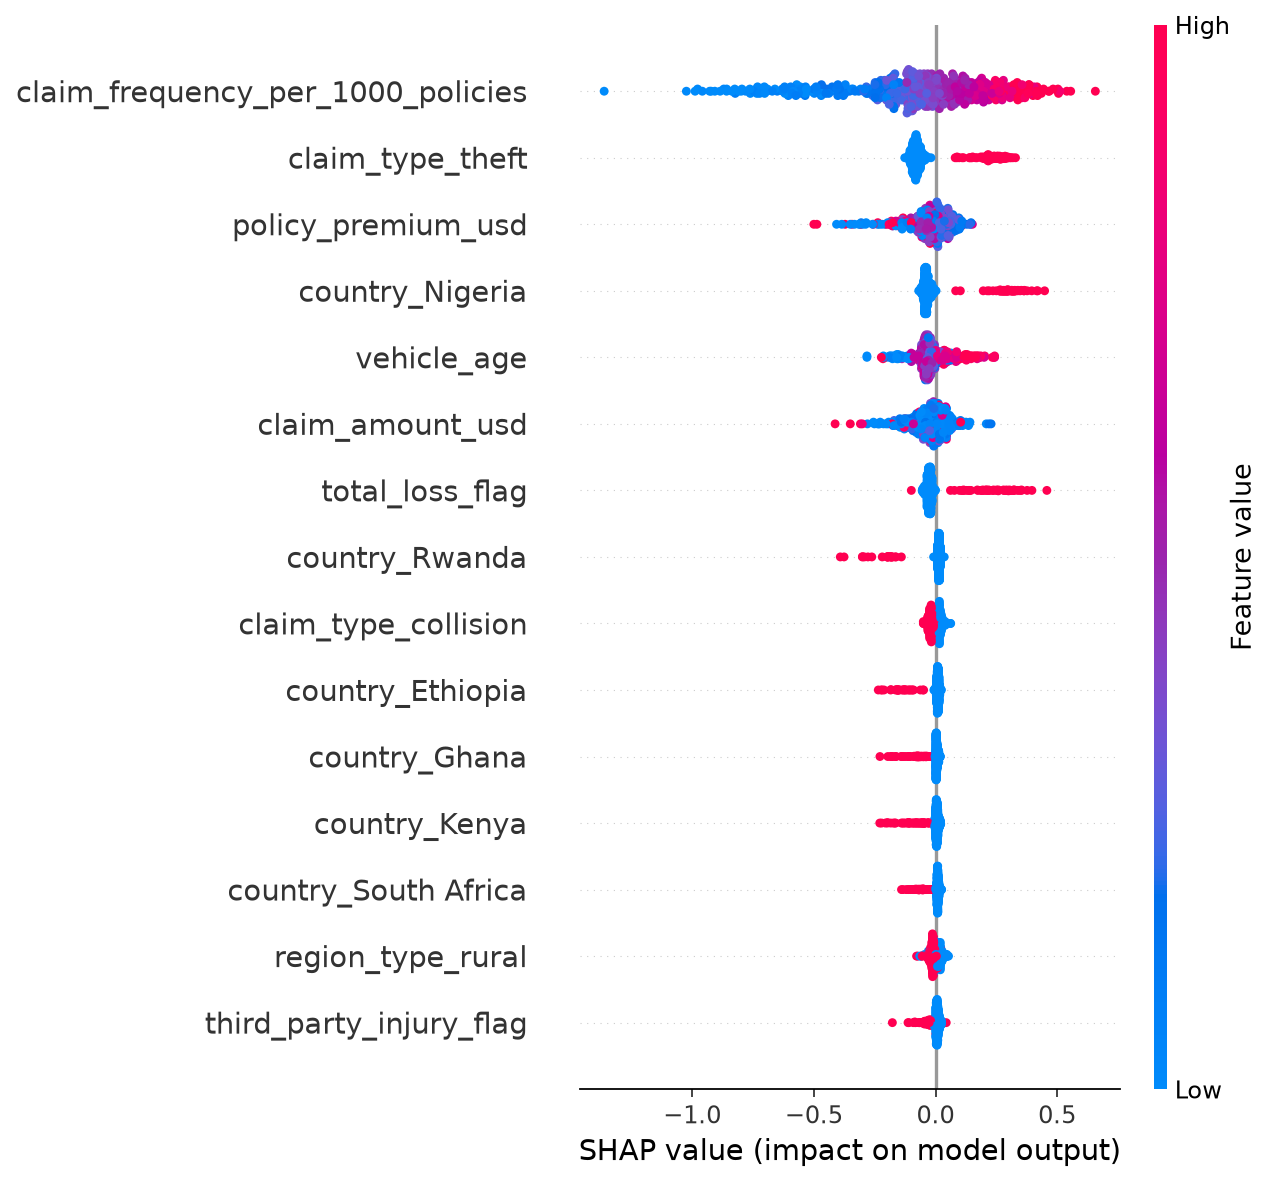 High
claim_frequency_per_1000_policies
claim_type_theft
policy_premium_usd
country_Nigeria
vehicle_age
claim_amount_usd
total_loss_flag
country_Rwanda
claim_type_collision
country_Ethiopia
country_Ghana
country_Kenya
country_South Africa
region_type_rural
third_party_injury_flag
Feature value
Low
−1.0 −0.5 0.0 0.5
SHAP value (impact on model output)